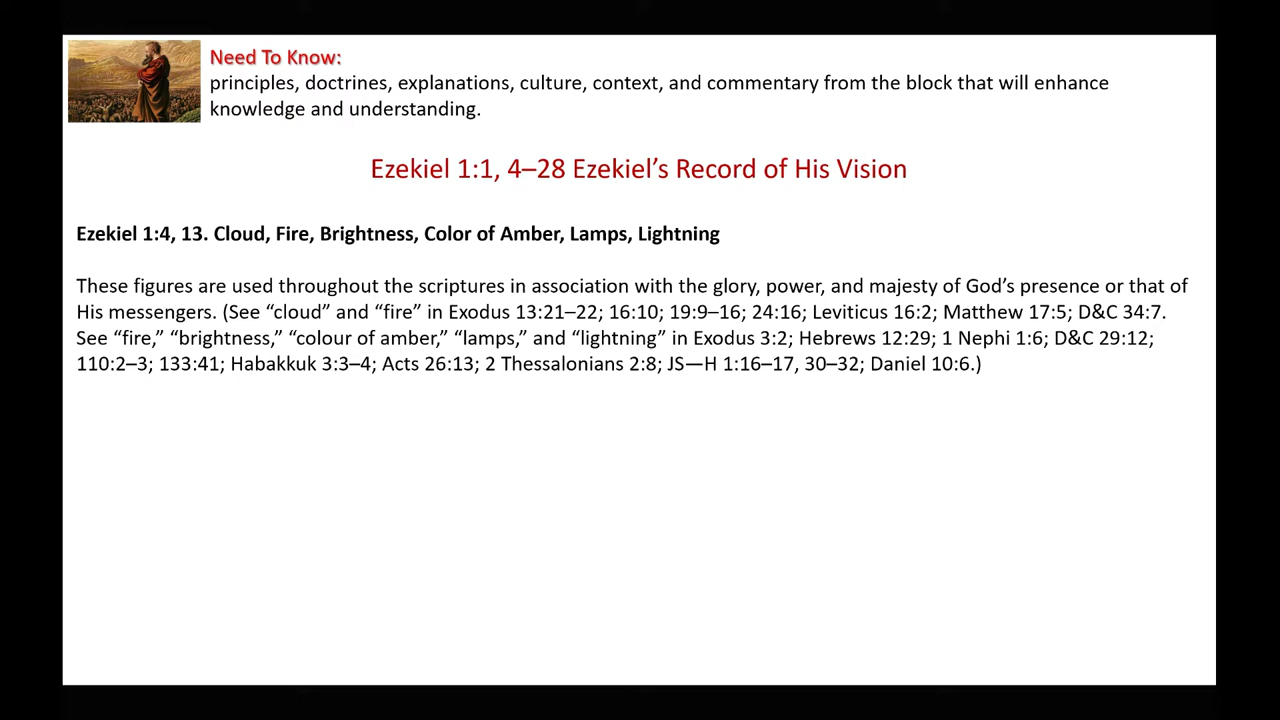 Need To Know:
principles, doctrines, explanations, culture, context, and commentary from the block that will enhance
knowledge and understanding.
Ezekiel 1:1, 4–28 Ezekiel’s Record of His Vision
Ezekiel 1:4, 13. Cloud, Fire, Brightness, Color of Amber, Lamps, Lightning
These figures are used throughout the scriptures in association with the glory, power, and majesty of God’s presence or that of
His messengers. (See “cloud” and “fire” in Exodus 13:21–22; 16:10; 19:9–16; 24:16; Leviticus 16:2; Matthew 17:5; D&C 34:7.
See “fire,” “brightness,” “colour of amber,” “lamps,” and “lightning” in Exodus 3:2; Hebrews 12:29; 1 Nephi 1:6; D&C 29:12;
110:2–3; 133:41; Habakkuk 3:3–4; Acts 26:13; 2 Thessalonians 2:8; JS—H 1:16–17, 30–32; Daniel 10:6.)